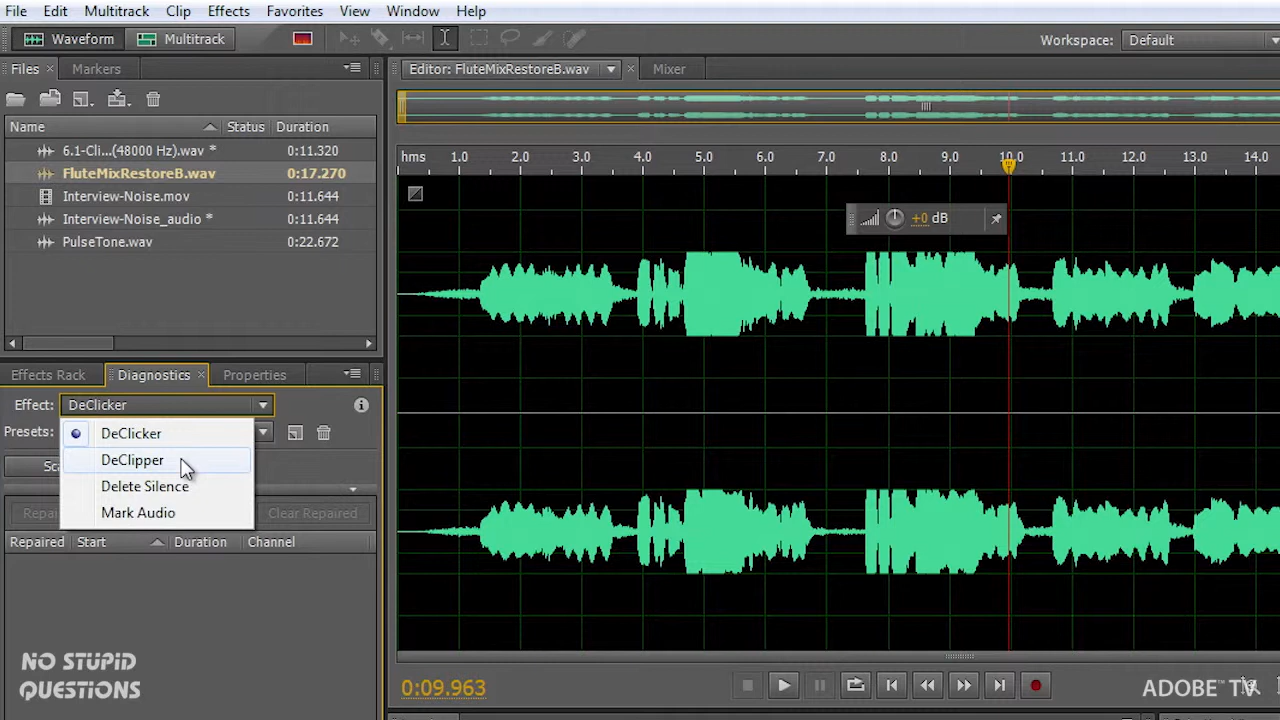 File Edit Multitrack Clip Effects Favorites View Window Help
Waveform Multitrack Workspace: Default
Files × Markers Editor: FluteMixRestoreB.wav × Mixer
Name Status Duration
6.1-Cli...(48000 Hz).wav * 0:11.320
FluteMixRestoreB.wav 0:17.270
Interview-Noise.mov 0:11.644
Interview-Noise_audio * 0:11.644
PulseTone.wav 0:22.672
hms 1.0 2.0 3.0 4.0 5.0 6.0 7.0 8.0 9.0 10.0 11.0 12.0 13.0 14.0
+0 dB
Effects Rack Diagnostics × Properties
Effect: DeClicker
Presets:
DeClicker
DeClipper
Delete Silence
Mark Audio
Sc
Repai Clear Repaired
Repaired Start Duration Channel
NO STUPID
QUESTIONS
0:09.963
ADOBE™ TV